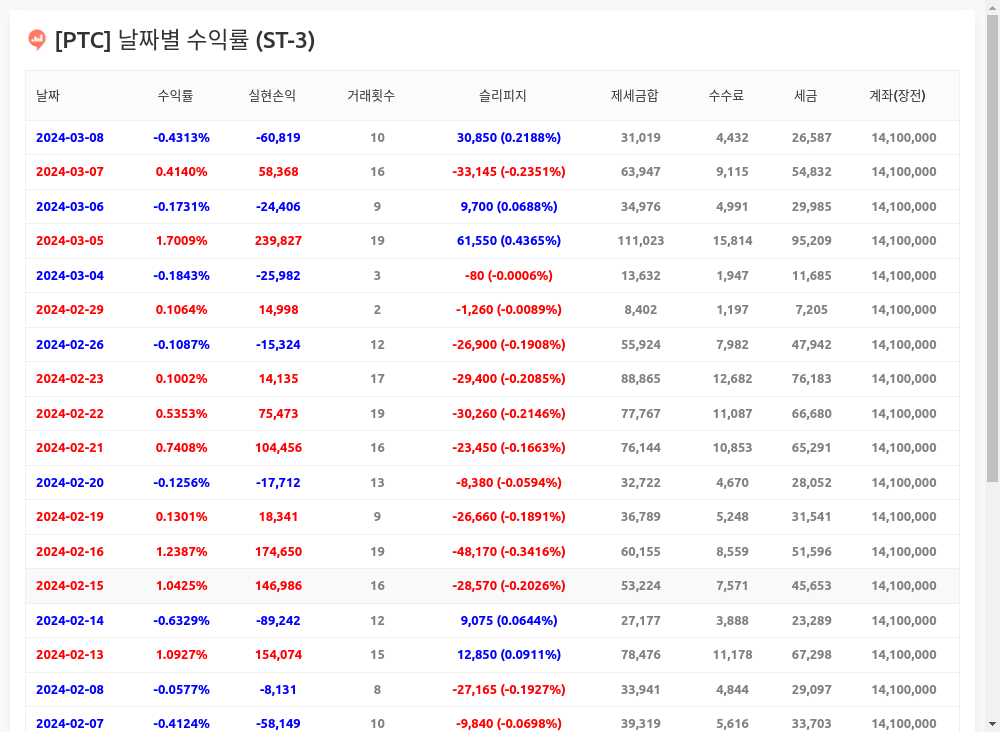 [PTC] 날짜별 수익률 (ST-3)
날짜 수익률 실현손익 거래횟수 슬리피지 제세금합 수수료 세금 계좌(장전)
2024-03-08 -0.4313% -60,819 10 30,850 (0.2188%) 31,019 4,432 26,587 14,100,000
2024-03-07 0.4140% 58,368 16 -33,145 (-0.2351%) 63,947 9,115 54,832 14,100,000
2024-03-06 -0.1731% -24,406 9 9,700 (0.0688%) 34,976 4,991 29,985 14,100,000
2024-03-05 1.7009% 239,827 19 61,550 (0.4365%) 111,023 15,814 95,209 14,100,000
2024-03-04 -0.1843% -25,982 3 -80 (-0.0006%) 13,632 1,947 11,685 14,100,000
2024-02-29 0.1064% 14,998 2 -1,260 (-0.0089%) 8,402 1,197 7,205 14,100,000
2024-02-26 -0.1087% -15,324 12 -26,900 (-0.1908%) 55,924 7,982 47,942 14,100,000
2024-02-23 0.1002% 14,135 17 -29,400 (-0.2085%) 88,865 12,682 76,183 14,100,000
2024-02-22 0.5353% 75,473 19 -30,260 (-0.2146%) 77,767 11,087 66,680 14,100,000
2024-02-21 0.7408% 104,456 16 -23,450 (-0.1663%) 76,144 10,853 65,291 14,100,000
2024-02-20 -0.1256% -17,712 13 -8,380 (-0.0594%) 32,722 4,670 28,052 14,100,000
2024-02-19 0.1301% 18,341 9 -26,660 (-0.1891%) 36,789 5,248 31,541 14,100,000
2024-02-16 1.2387% 174,650 19 -48,170 (-0.3416%) 60,155 8,559 51,596 14,100,000
2024-02-15 1.0425% 146,986 16 -28,570 (-0.2026%) 53,224 7,571 45,653 14,100,000
2024-02-14 -0.6329% -89,242 12 9,075 (0.0644%) 27,177 3,888 23,289 14,100,000
2024-02-13 1.0927% 154,074 15 12,850 (0.0911%) 78,476 11,178 67,298 14,100,000
2024-02-08 -0.0577% -8,131 8 -27,165 (-0.1927%) 33,941 4,844 29,097 14,100,000
2024-02-07 -0.4124% -58,149 10 -9,840 (-0.0698%) 39,319 5,616 33,703 14,100,000